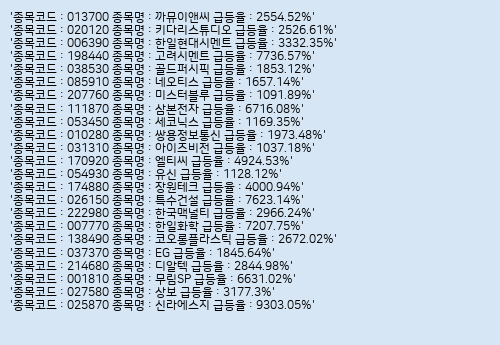 '종목코드 : 013700 종목명 : 까뮤이앤씨 급등율 : 2554.52%'
'종목코드 : 020120 종목명 : 키다리스튜디오 급등율 : 2526.61%'
'종목코드 : 006390 종목명 : 한일현대시멘트 급등율 : 3332.35%'
'종목코드 : 198440 종목명 : 고려시멘트 급등율 : 7736.57%'
'종목코드 : 038530 종목명 : 골드퍼시픽 급등율 : 1853.12%'
'종목코드 : 085910 종목명 : 네오티스 급등율 : 1657.14%'
'종목코드 : 207760 종목명 : 미스터블루 급등율 : 1091.89%'
'종목코드 : 111870 종목명 : 삼본전자 급등율 : 6716.08%'
'종목코드 : 053450 종목명 : 세코닉스 급등율 : 1169.35%'
'종목코드 : 010280 종목명 : 쌍용정보통신 급등율 : 1973.48%'
'종목코드 : 031310 종목명 : 아이즈비전 급등율 : 1037.18%'
'종목코드 : 170920 종목명 : 엘티씨 급등율 : 4924.53%'
'종목코드 : 054930 종목명 : 유신 급등율 : 1128.12%'
'종목코드 : 174880 종목명 : 장원테크 급등율 : 4000.94%'
'종목코드 : 026150 종목명 : 특수건설 급등율 : 7623.14%'
'종목코드 : 222980 종목명 : 한국맥널티 급등율 : 2966.24%'
'종목코드 : 007770 종목명 : 한일화학 급등율 : 7207.75%'
'종목코드 : 138490 종목명 : 코오롱플라스틱 급등율 : 2672.02%'
'종목코드 : 037370 종목명 : EG 급등율 : 1845.64%'
'종목코드 : 214680 종목명 : 디알텍 급등율 : 2844.98%'
'종목코드 : 001810 종목명 : 무림SP 급등율 : 6631.02%'
'종목코드 : 027580 종목명 : 상보 급등율 : 3177.3%'
'종목코드 : 025870 종목명 : 신라에스지 급등율 : 9303.05%'